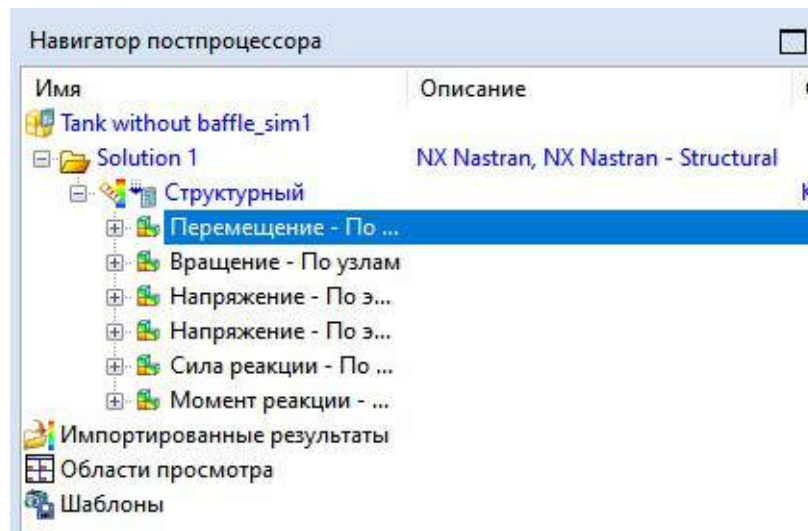 Навигатор постпроцессора
Имя Описание
Tank without baffle_sim1
Solution 1 NX Nastran, NX Nastran - Structural
Структурный
Перемещение - По ...
Вращение - По узлам
Напряжение - По э...
Напряжение - По э...
Сила реакции - По ...
Момент реакции - ...
Импортированные результаты
Области просмотра
Шаблоны